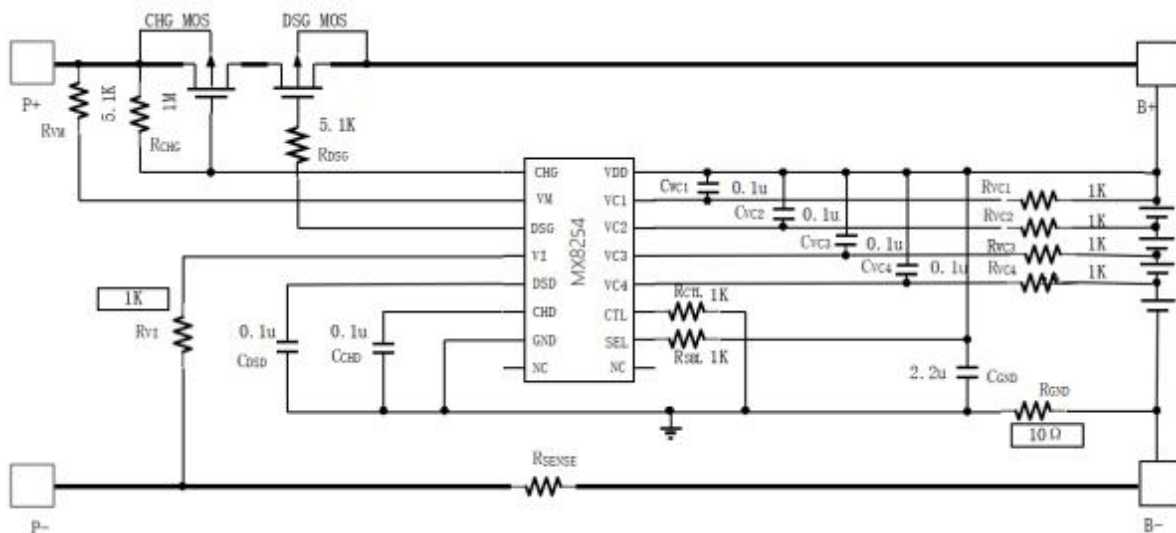 CHG MOS
DSG MOS
P+
5.1K
RVM
1M
RCHG
5.1K
RDSG
B+
MX8254
CHG
VM
DSG
VI
DSD
CHD
GND
NC
VDD
VC1
VC2
VC3
VC4
CTL
SEL
NC
CVC1
0.1u
CVC2
0.1u
CVC3
0.1u
CVC4
0.1u
RVC1
1K
RVC2
1K
RVC3
1K
RVC4
1K
1K
RVI
0.1u
CDSD
0.1u
CCHD
RCTL 1K
RSEL 1K
2.2u
CGND
RGND
10Ω
RSENSE
P-
B-